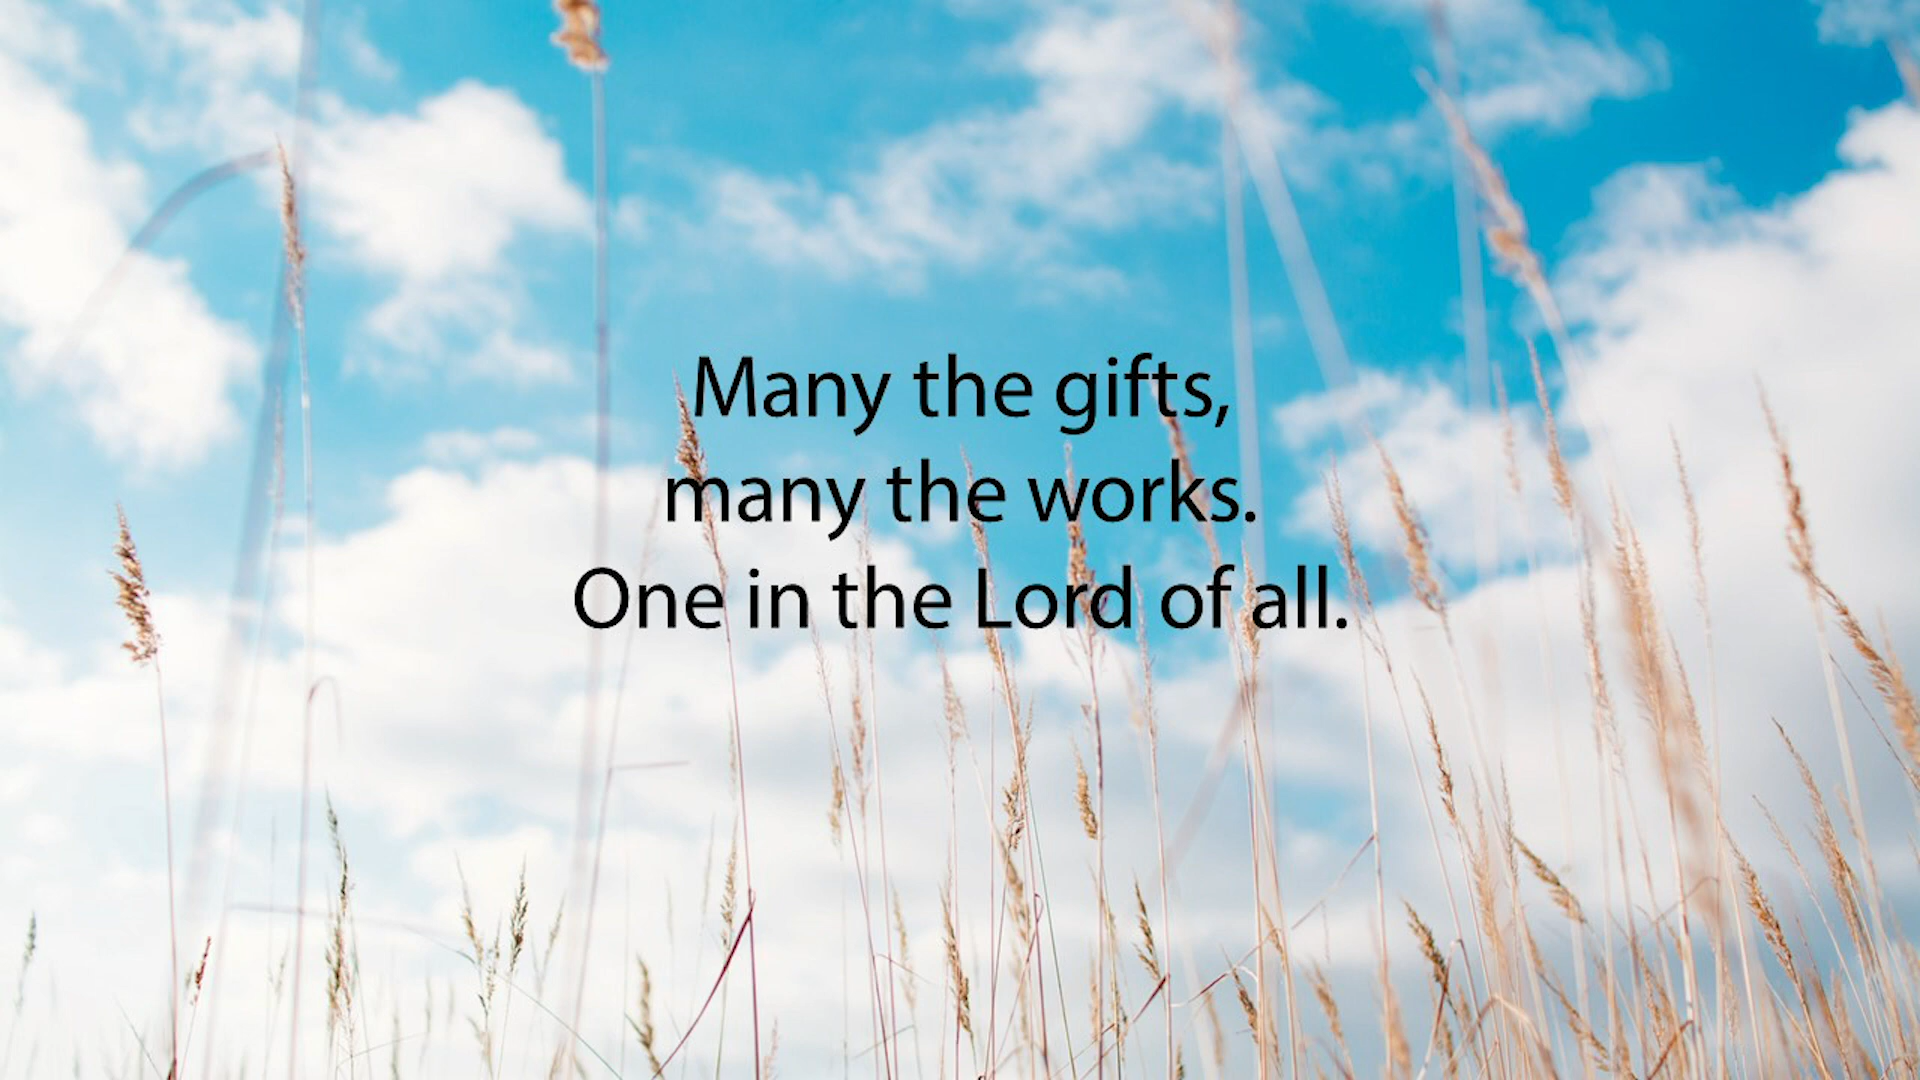 Many the gifts,
many the works.
One in the Lord of all.